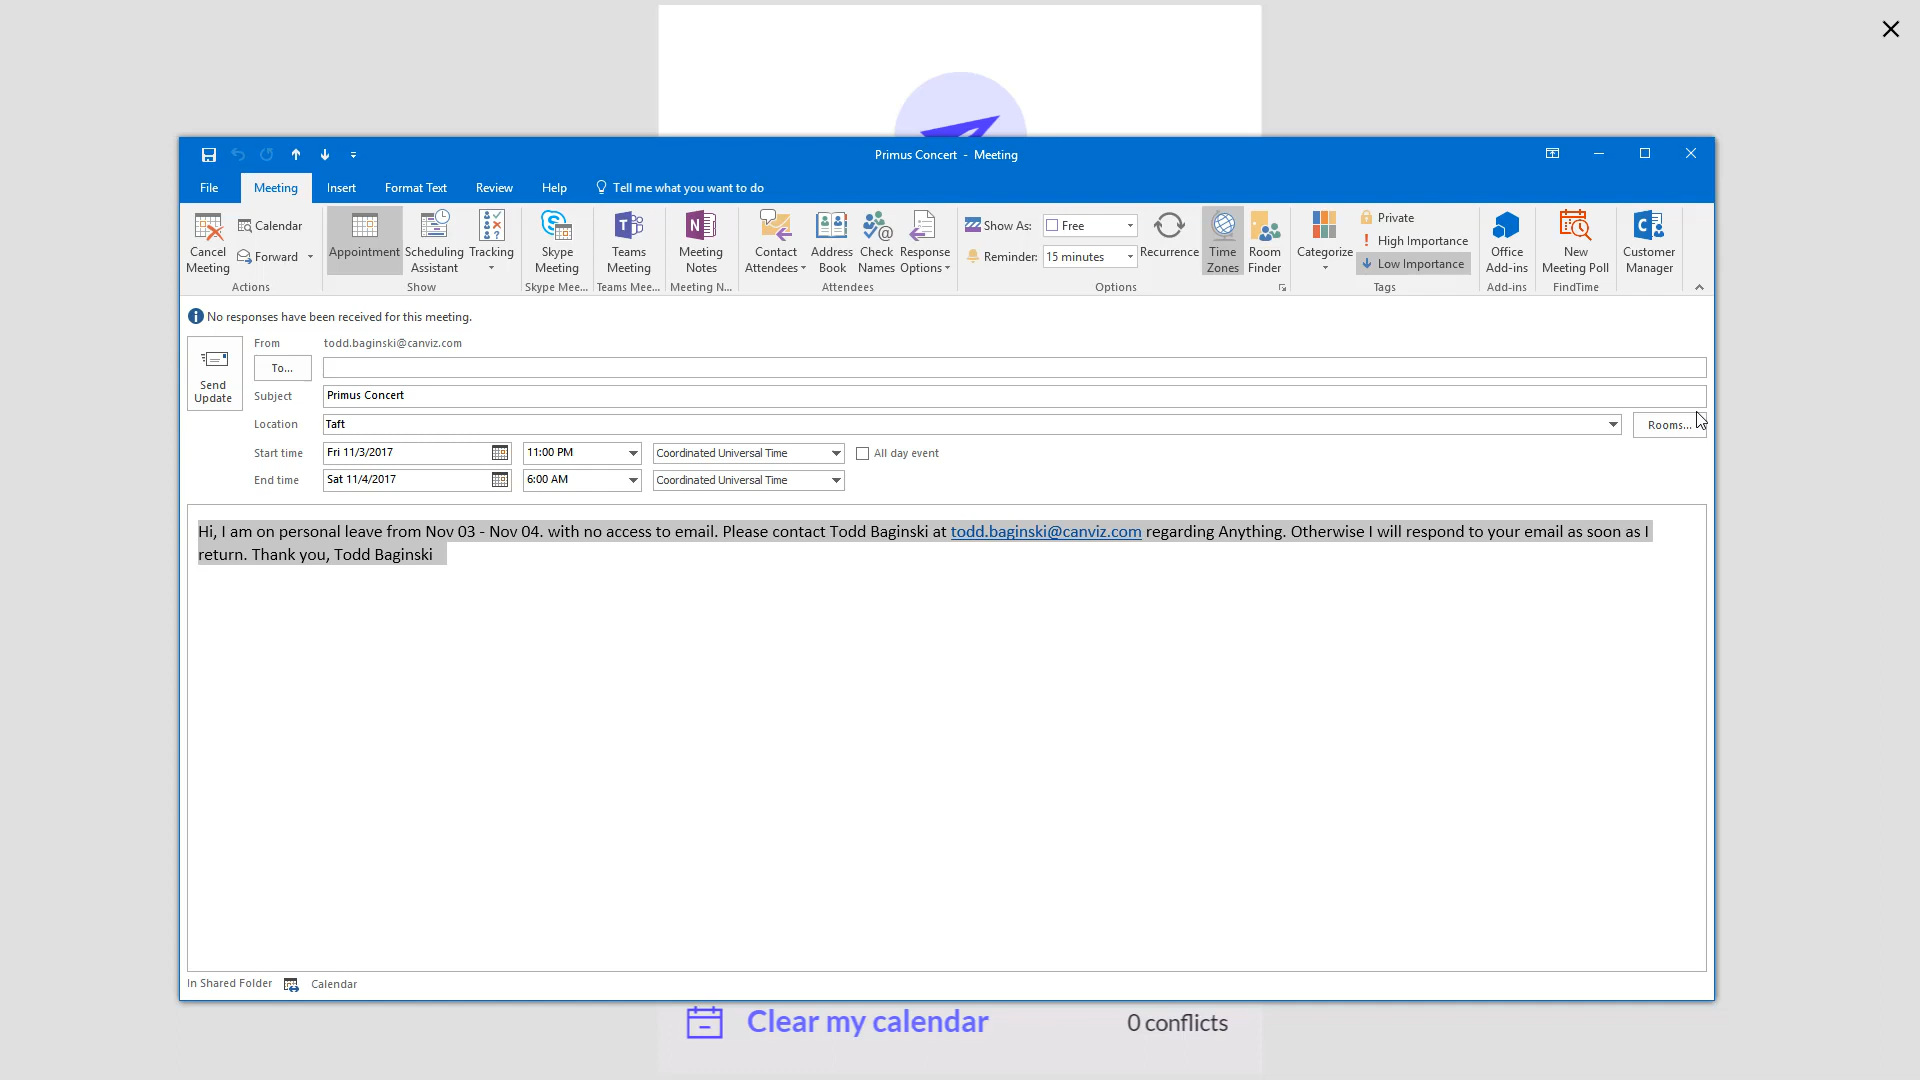 Primus Concert - Meeting
File Meeting Insert Format Text Review Help Tell me what you want to do
Cancel Meeting
Calendar
Forward
Actions
Appointment
Scheduling Assistant
Tracking
Show
Skype Meeting
Skype Mee...
Teams Meeting
Teams Mee...
Meeting Notes
Meeting N...
Contact Attendees
Address Book
Check Names
Response Options
Attendees
Show As: Free
Reminder: 15 minutes
Recurrence
Time Zones
Room Finder
Options
Categorize
Private
High Importance
Low Importance
Tags
Office Add-ins
Add-ins
New Meeting Poll
FindTime
Customer Manager
No responses have been received for this meeting.
Send Update
From todd.baginski@canviz.com
To...
Subject Primus Concert
Location Taft Rooms...
Start time Fri 11/3/2017 11:00 PM Coordinated Universal Time All day event
End time Sat 11/4/2017 6:00 AM Coordinated Universal Time
Hi, I am on personal leave from Nov 03 - Nov 04. with no access to email. Please contact Todd Baginski at todd.baginski@canviz.com regarding Anything. Otherwise I will respond to your email as soon as I
return. Thank you, Todd Baginski
In Shared Folder Calendar
Clear my calendar 0 conflicts